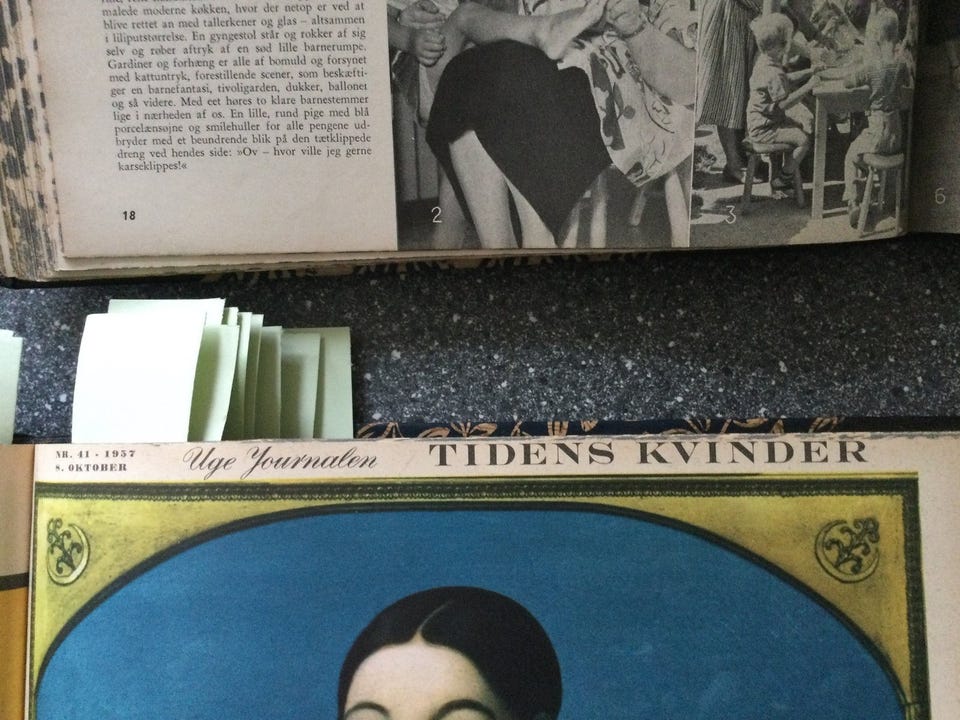 malede moderne køkken, hvor der netop er ved at
blive rettet an med tallerkener og glas – altsammen
i lilliputstørrelse. En gyngestol står og rokker af sig
selv og røber aftryk af en sød lille barnerumpe.
Gardiner og forhæng er alle af bomuld og forsynet
med kattuntryk, forestillende scener, som beskæfti-
ger en barnefantasi, tivoligarden, dukker, balloner
og så videre. Med eet høres to klare barnestemmer
lige i nærheden af os. En lille, rund pige med blå
porcelænsøjne og smilehuller for alle pengene ud-
bryder med et beundrende blik på den tætklippede
dreng ved hendes side: »Ov – hvor ville jeg gerne
karseklippes!«
18
2
3
6
NR. 41 · 1957
8. OKTOBER
Uge Journalen
TIDENS KVINDER